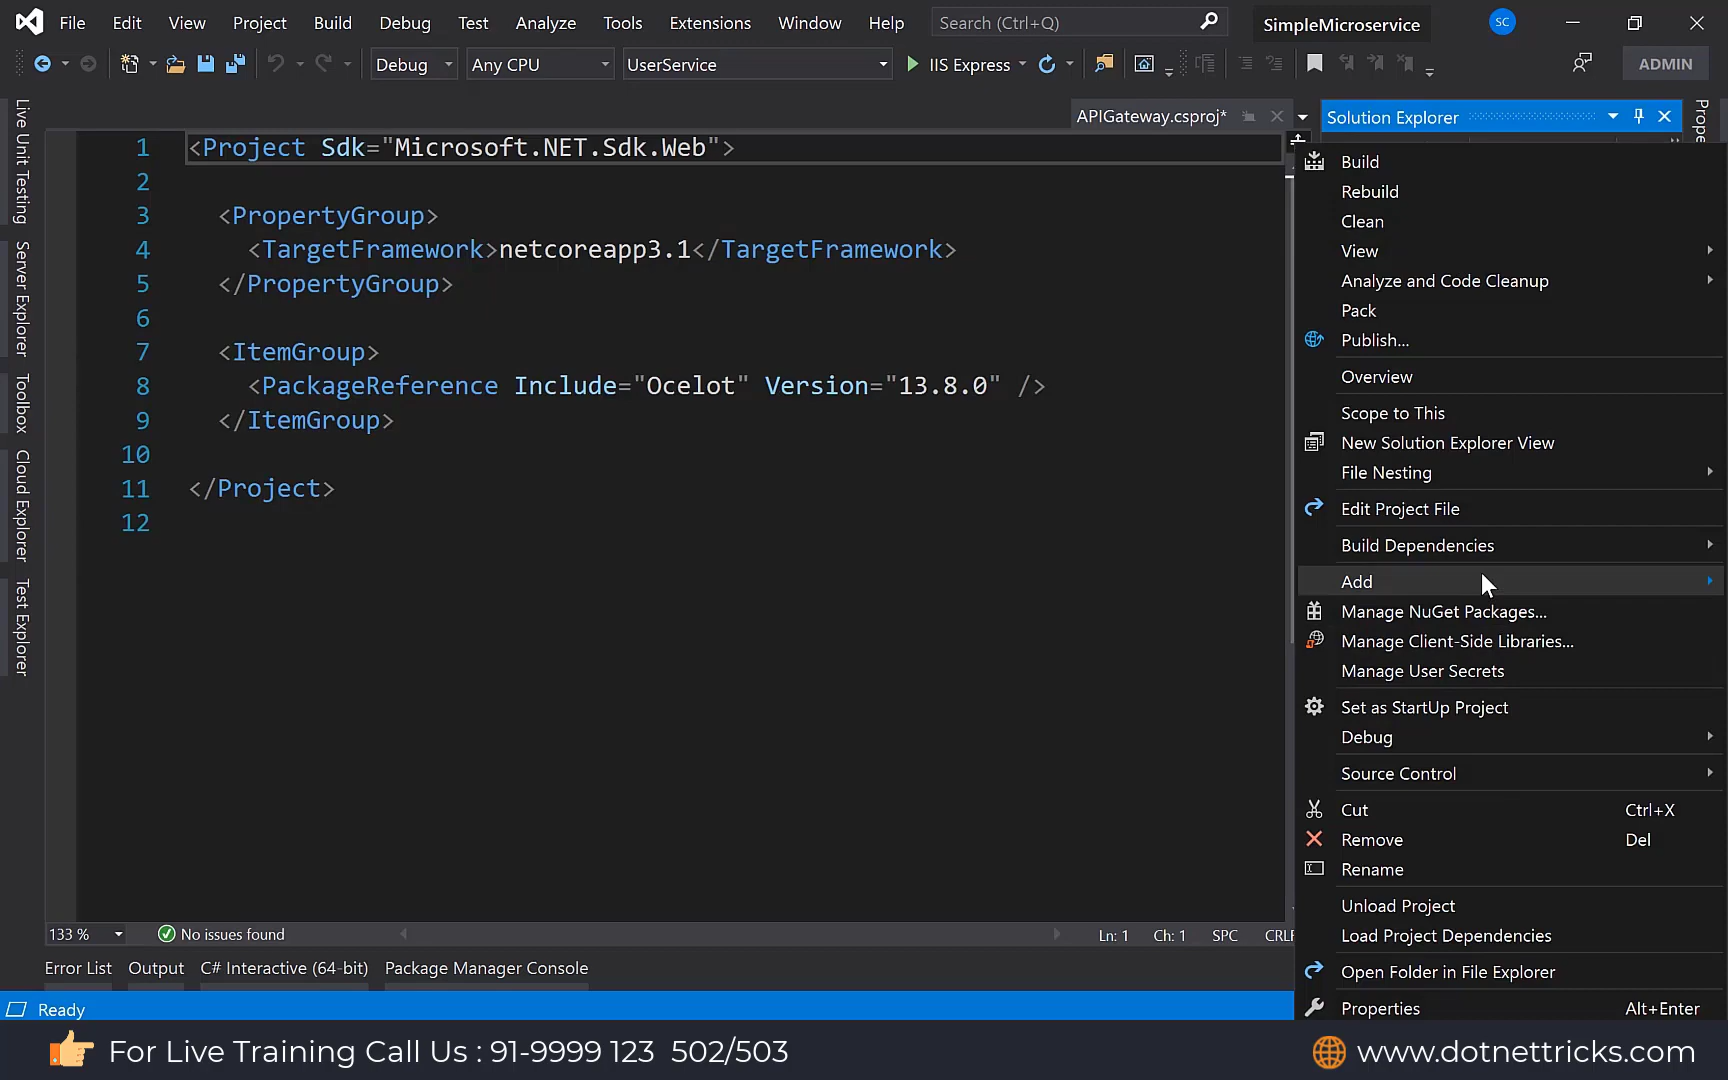 File Edit View Project Build Debug Test Analyze Tools Extensions Window Help Search (Ctrl+Q) SimpleMicroservice SC
Debug Any CPU UserService IIS Express ADMIN
APIGateway.csproj* Solution Explorer
Live Unit Testing
Server Explorer
Toolbox
Cloud Explorer
Test Explorer
Prope
1 <Project Sdk="Microsoft.NET.Sdk.Web">
2
3 <PropertyGroup>
4 <TargetFramework>netcoreapp3.1</TargetFramework>
5 </PropertyGroup>
6
7 <ItemGroup>
8 <PackageReference Include="Ocelot" Version="13.8.0" />
9 </ItemGroup>
10
11 </Project>
12
Build
Rebuild
Clean
View
Analyze and Code Cleanup
Pack
Publish...
Overview
Scope to This
New Solution Explorer View
File Nesting
Edit Project File
Build Dependencies
Add
Manage NuGet Packages...
Manage Client-Side Libraries...
Manage User Secrets
Set as StartUp Project
Debug
Source Control
Cut Ctrl+X
Remove Del
Rename
Unload Project
Load Project Dependencies
Open Folder in File Explorer
Properties Alt+Enter
133 % No issues found Ln: 1 Ch: 1 SPC CRLF
Error List Output C# Interactive (64-bit) Package Manager Console
Ready
For Live Training Call Us : 91-9999 123 502/503 www.dotnettricks.com